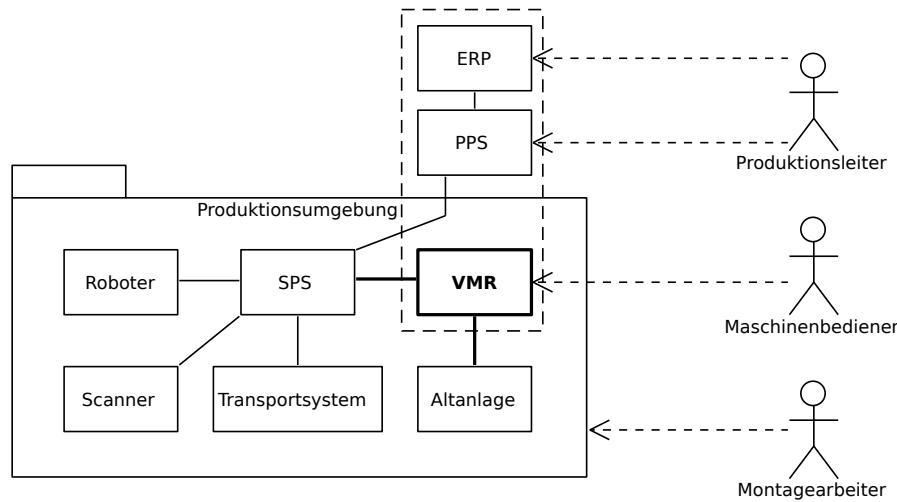 ERP
PPS
Produktionsleiter
Produktionsumgebung
Roboter
SPS
VMR
Maschinenbediener
Scanner
Transportsystem
Altanlage
Montagearbeiter